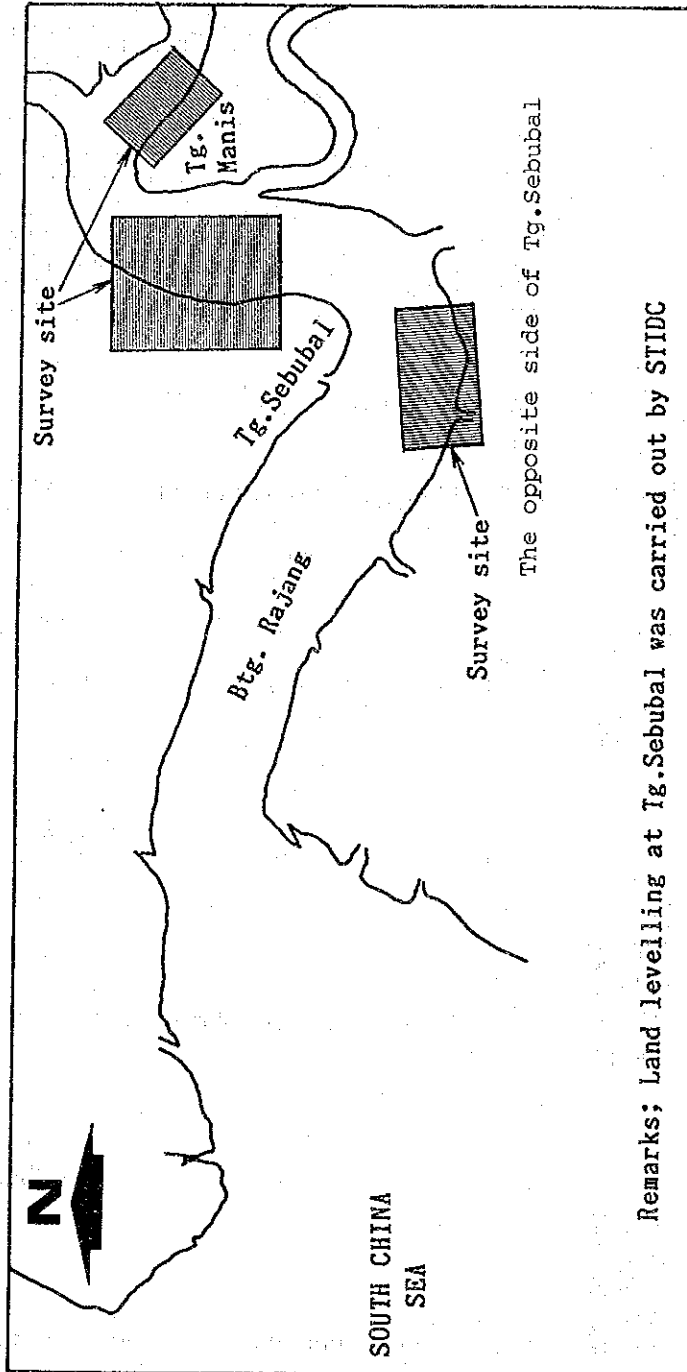 N
Survey site
Tg.
Manis
Tg.Sebubal
Btg. Rajang
Survey site
The opposite side of Tg.Sebubal
SOUTH CHINA
SEA
Remarks; Land levelling at Tg.Sebubal was carried out by STIDC